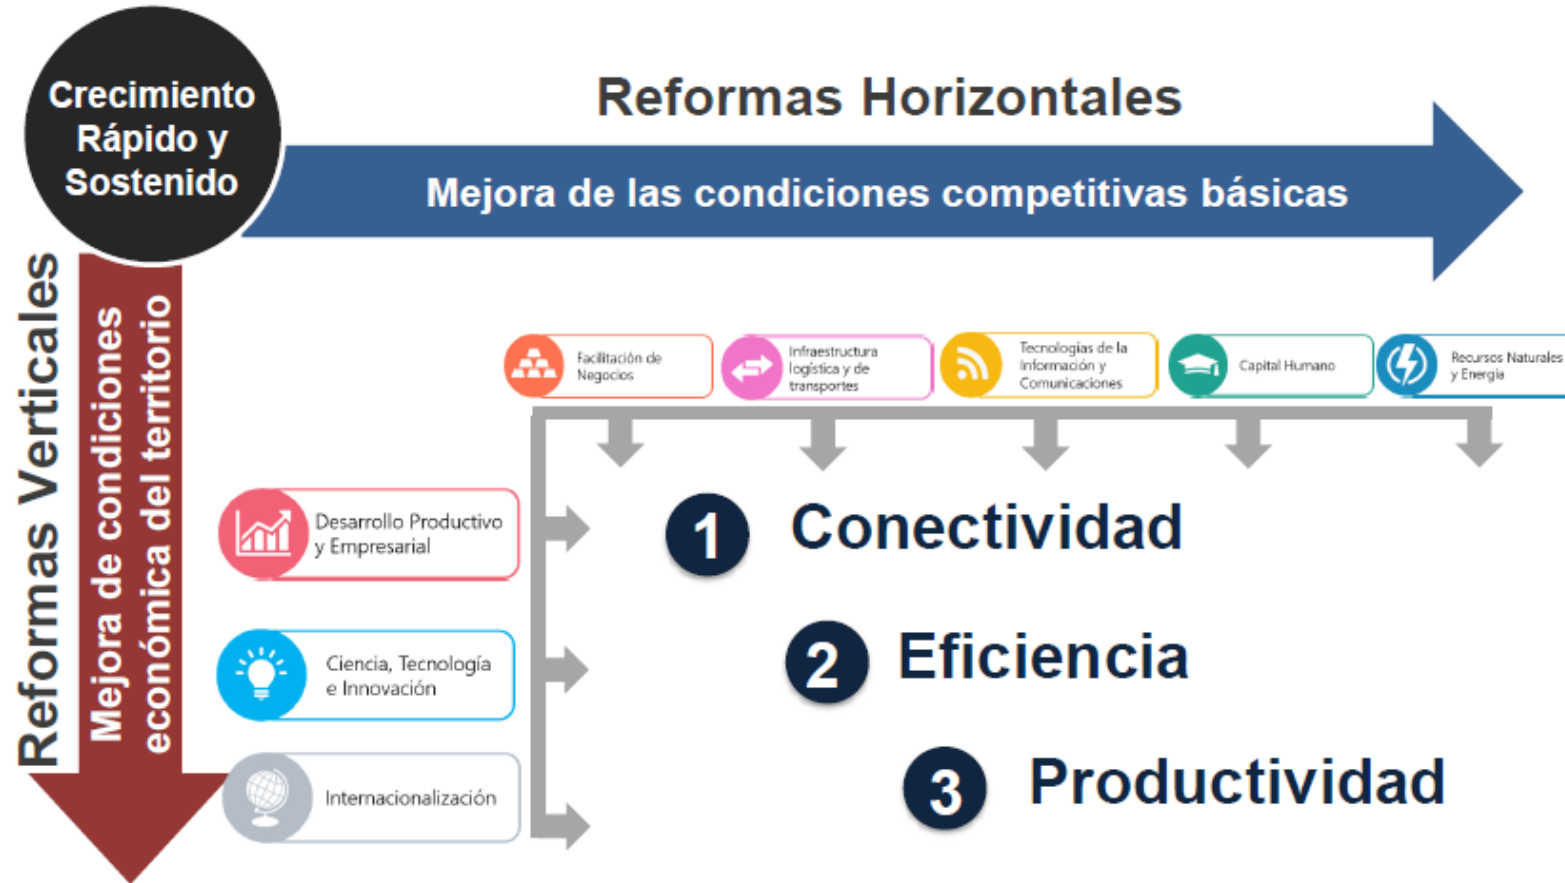 Crecimiento
Rápido y
Sostenido
Reformas Horizontales
Mejora de las condiciones competitivas básicas
Reformas Verticales
Mejora de condiciones
económica del territorio
Facilitación de
Negocios
Infraestructura
logística y de
transportes
Tecnologías de la
Información y
Comunicaciones
Capital Humano
Recursos Naturales
y Energía
Desarrollo Productivo
y Empresarial
Ciencia, Tecnología
e Innovación
Internacionalización
1 Conectividad
2 Eficiencia
3 Productividad